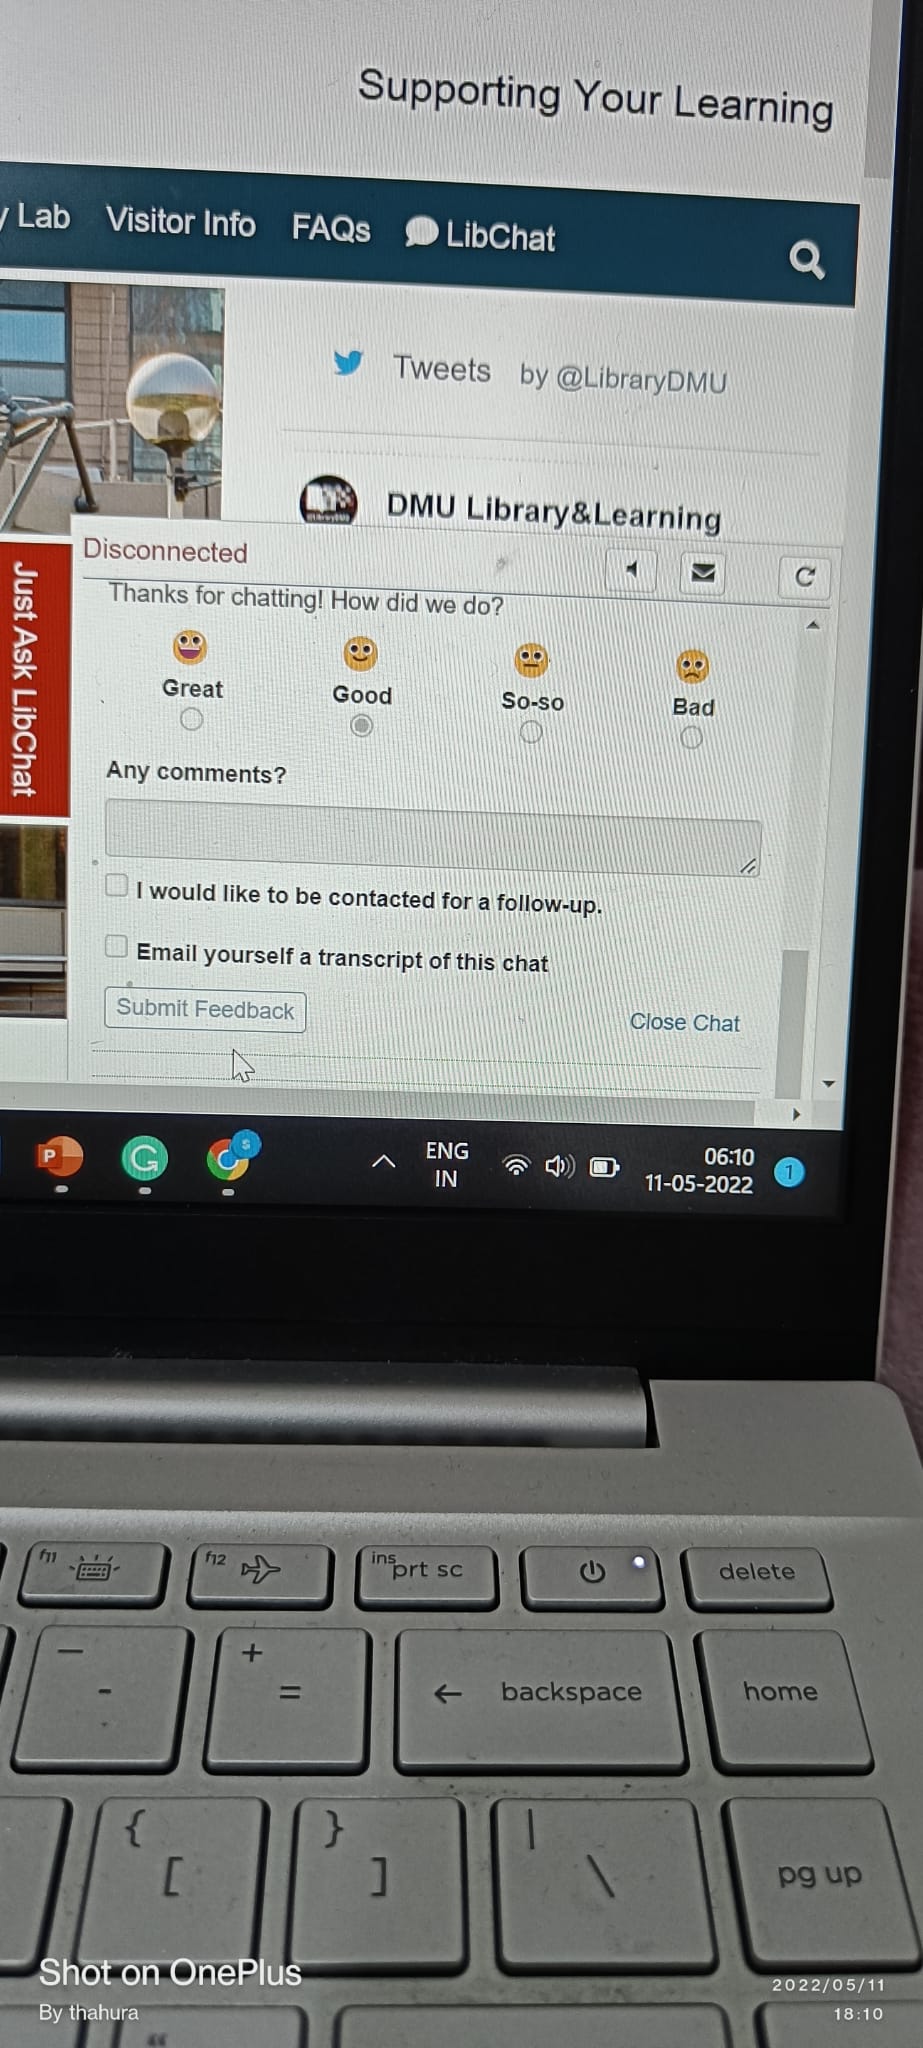 Supporting Your Learning
y Lab Visitor Info FAQs LibChat
Tweets by @LibraryDMU
DMU Library&Learning
Just Ask LibChat
Disconnected
Thanks for chatting! How did we do?
Great Good So-so Bad
Any comments?
I would like to be contacted for a follow-up.
Email yourself a transcript of this chat
Submit Feedback Close Chat
P G S ENG 06:10 1
IN 11-05-2022
f11 f12 ins prt sc delete
— - + = ← backspace home
{ [ } ] | \ pg up
Shot on OnePlus
By thahura
2022/05/11
18:10
“